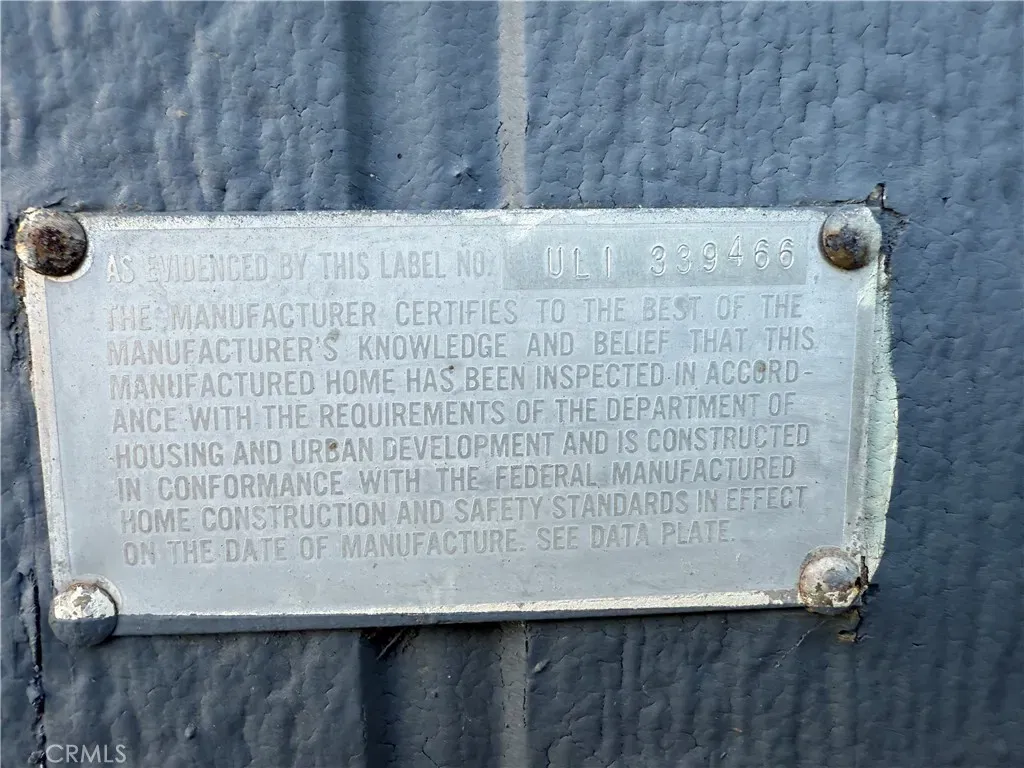 AS EVIDENCED BY THIS LABEL NO. ULI 339466
THE MANUFACTURER CERTIFIES TO THE BEST OF THE
MANUFACTURER'S KNOWLEDGE AND BELIEF THAT THIS
MANUFACTURED HOME HAS BEEN INSPECTED IN ACCORD-
ANCE WITH THE REQUIREMENTS OF THE DEPARTMENT OF
HOUSING AND URBAN DEVELOPMENT AND IS CONSTRUCTED
IN CONFORMANCE WITH THE FEDERAL MANUFACTURED
HOME CONSTRUCTION AND SAFETY STANDARDS IN EFFECT
ON THE DATE OF MANUFACTURE. SEE DATA PLATE.
CRMLS